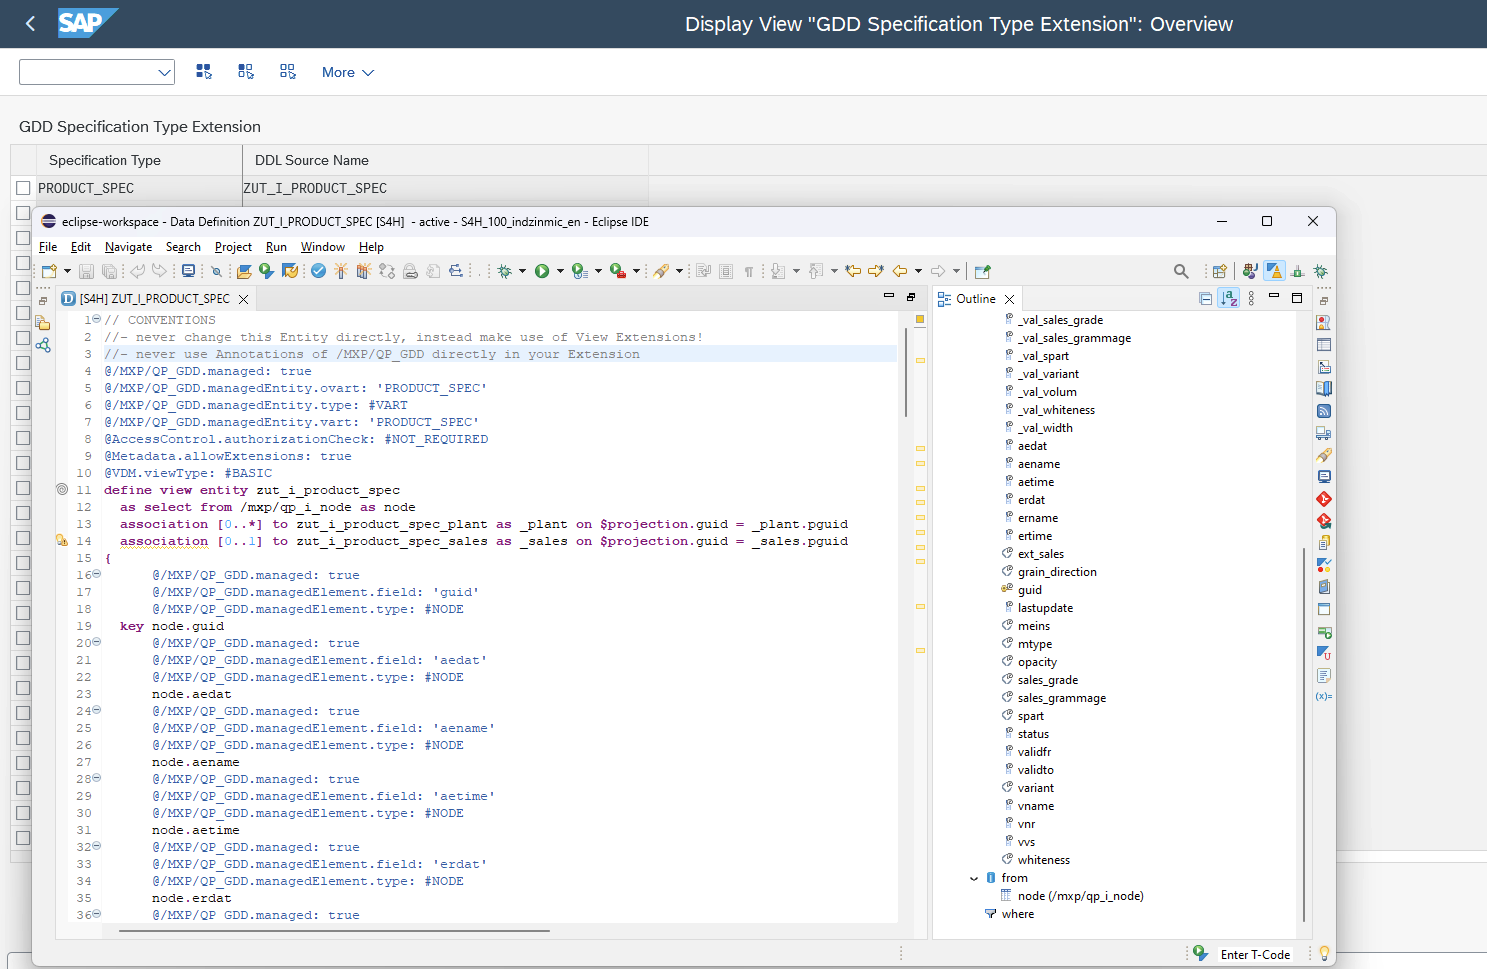 SAP
Display View "GDD Specification Type Extension": Overview
More
GDD Specification Type Extension
Specification Type
DDL Source Name
PRODUCT_SPEC
ZUT_I_PRODUCT_SPEC
eclipse-workspace - Data Definition ZUT_I_PRODUCT_SPEC [S4H] - active - S4H_100_indzinmic_en - Eclipse IDE
File Edit Navigate Search Project Run Window Help
[S4H] ZUT_I_PRODUCT_SPEC
1 // CONVENTIONS
2 //- never change this Entity directly, instead make use of View Extensions!
3 //- never use Annotations of /MXP/QP_GDD directly in your Extension
4 @/MXP/QP_GDD.managed: true
5 @/MXP/QP_GDD.managedEntity.ovart: 'PRODUCT_SPEC'
6 @/MXP/QP_GDD.managedEntity.type: #VART
7 @/MXP/QP_GDD.managedEntity.vart: 'PRODUCT_SPEC'
8 @AccessControl.authorizationCheck: #NOT_REQUIRED
9 @Metadata.allowExtensions: true
10 @VDM.viewType: #BASIC
11 define view entity zut_i_product_spec
12 as select from /mxp/qp_i_node as node
13 association [0..*] to zut_i_product_spec_plant as _plant on $projection.guid = _plant.pguid
14 association [0..1] to zut_i_product_spec_sales as _sales on $projection.guid = _sales.pguid
15 {
16 @/MXP/QP_GDD.managed: true
17 @/MXP/QP_GDD.managedElement.field: 'guid'
18 @/MXP/QP_GDD.managedElement.type: #NODE
19 key node.guid
20 @/MXP/QP_GDD.managed: true
21 @/MXP/QP_GDD.managedElement.field: 'aedat'
22 @/MXP/QP_GDD.managedElement.type: #NODE
23 node.aedat
24 @/MXP/QP_GDD.managed: true
25 @/MXP/QP_GDD.managedElement.field: 'aename'
26 @/MXP/QP_GDD.managedElement.type: #NODE
27 node.aename
28 @/MXP/QP_GDD.managed: true
29 @/MXP/QP_GDD.managedElement.field: 'aetime'
30 @/MXP/QP_GDD.managedElement.type: #NODE
31 node.aetime
32 @/MXP/QP_GDD.managed: true
33 @/MXP/QP_GDD.managedElement.field: 'erdat'
34 @/MXP/QP_GDD.managedElement.type: #NODE
35 node.erdat
36 @/MXP/QP_GDD.managed: true
Outline
_val_sales_grade
_val_sales_grammage
_val_spart
_val_variant
_val_volum
_val_whiteness
_val_width
aedat
aename
aetime
erdat
ername
ertime
ext_sales
grain_direction
guid
lastupdate
meins
mtype
opacity
sales_grade
sales_grammage
spart
status
validfr
validto
variant
vname
vnr
vvs
whiteness
from
node (/mxp/qp_i_node)
where
(x)=
Enter T-Code